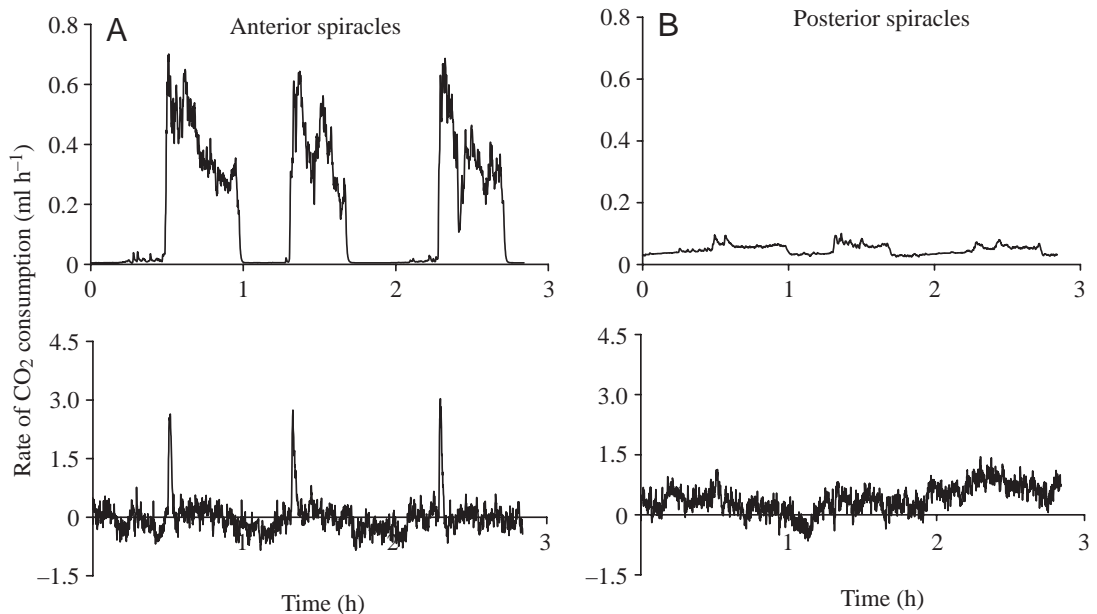 A
Anterior spiracles
0.8
0.6
0.4
0.2
0
0 1 2 3
B
Posterior spiracles
0.8
0.6
0.4
0.2
0
0 1 2 3
Rate of CO₂ consumption (ml h⁻¹)
4.5
3.0
1.5
0
–1.5
1 2 3
Time (h)
4.5
3.0
1.5
0
–1.5
1 2 3
Time (h)